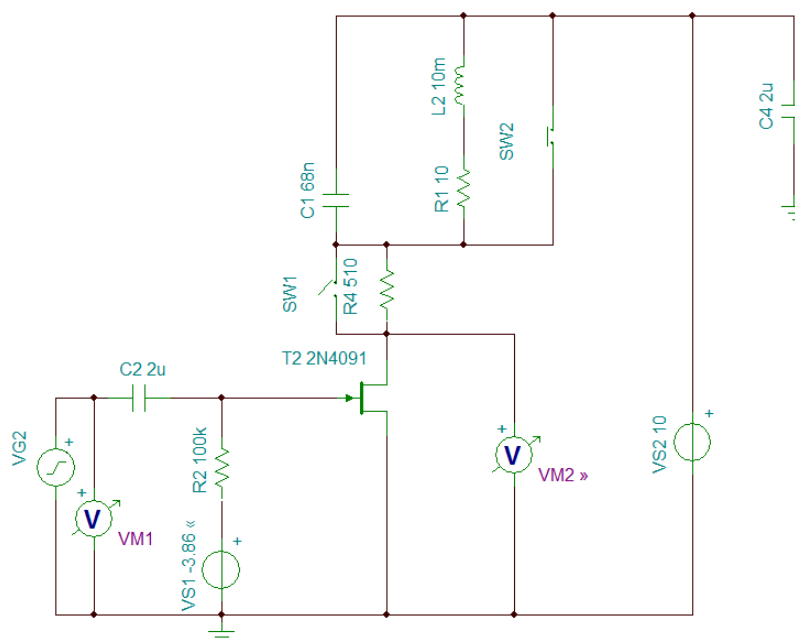 L2 10m
C4 2u
SW2
C1 68n
R1 10
SW1
R4 510
T2 2N4091
C2 2u
VG2
+
R2 100k
+
V
VM1
VS1 -3.86 «
+
+
V
VM2 »
VS2 10
+